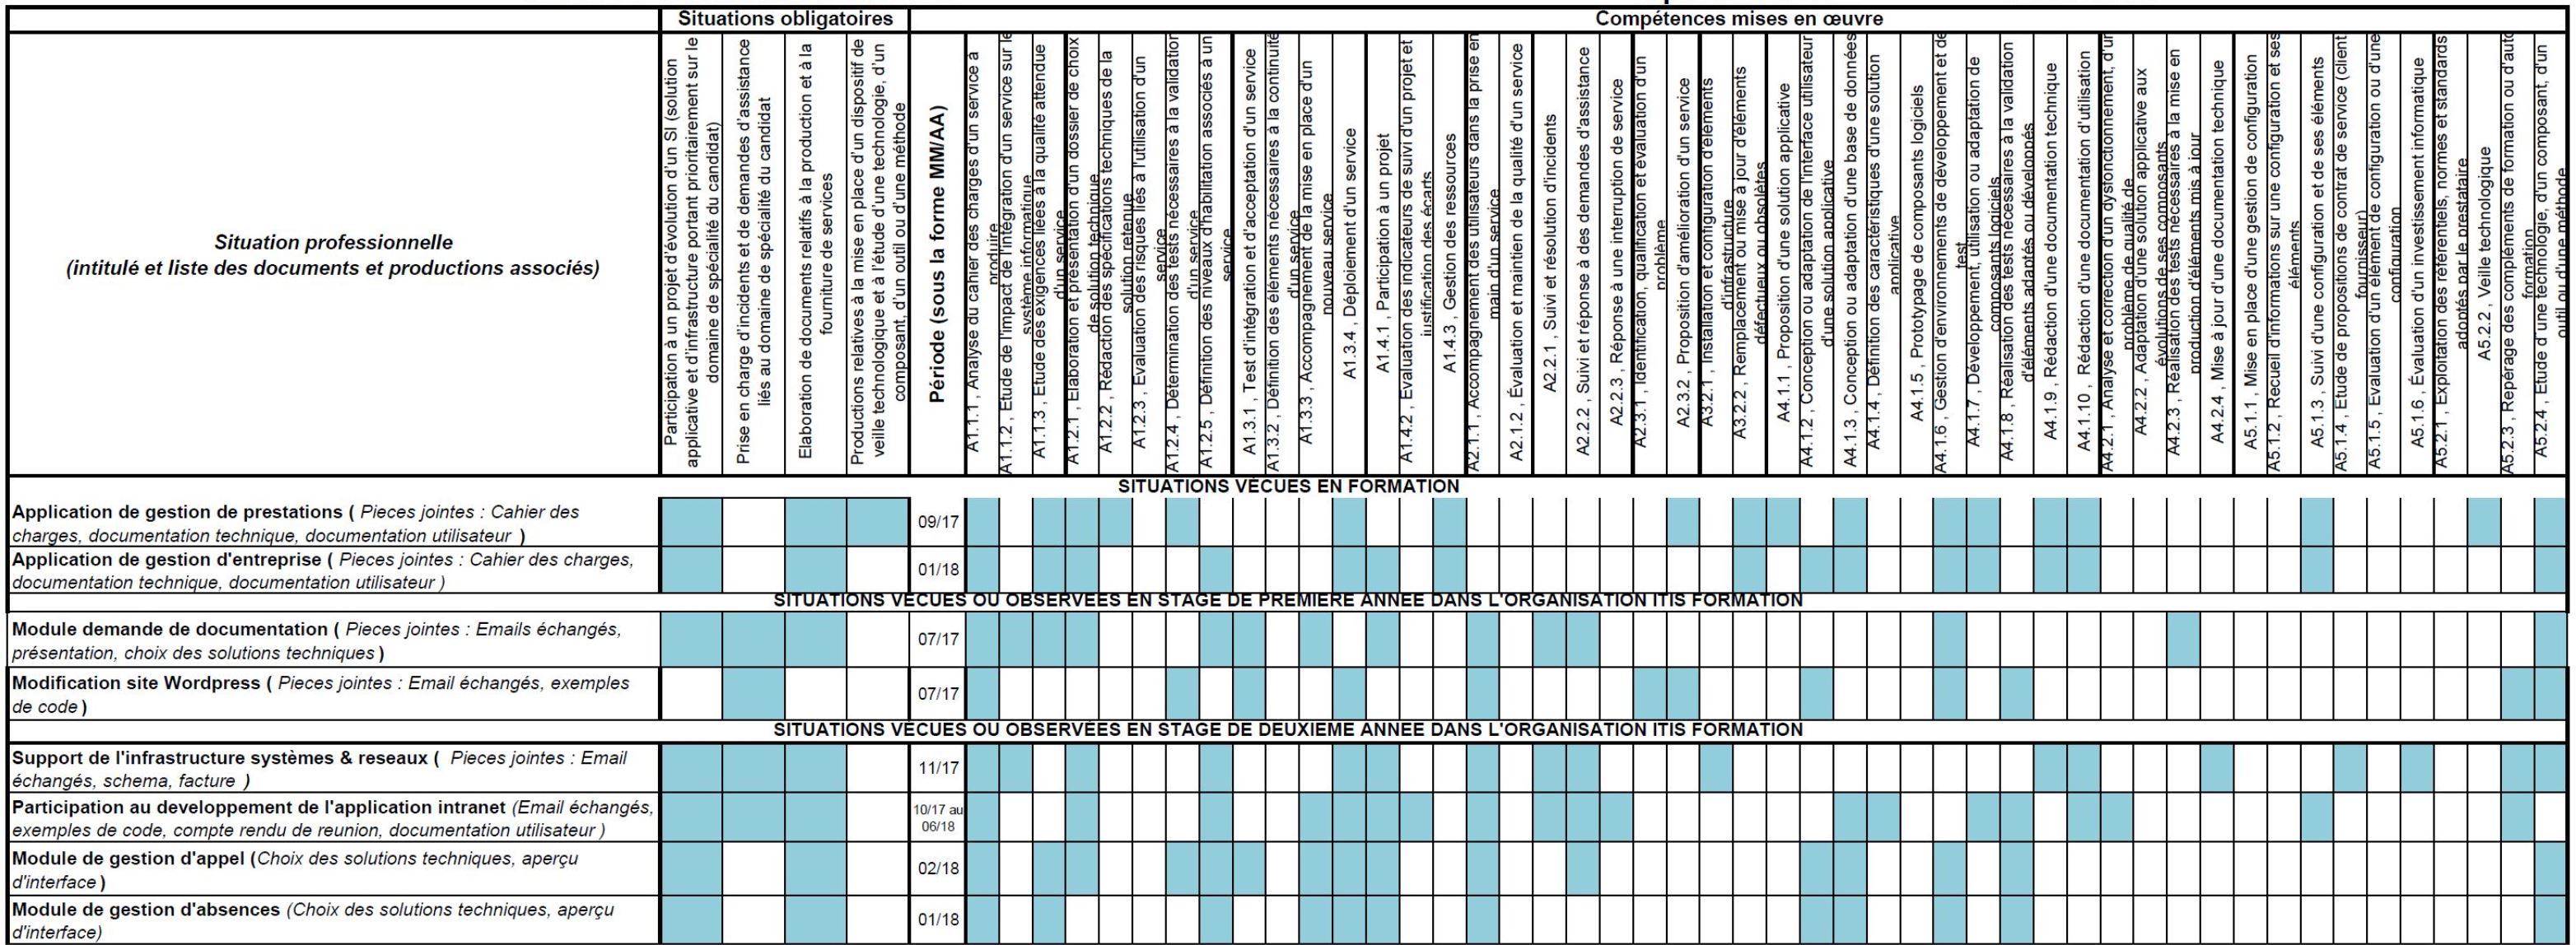 Situations obligatoires
Compétences mises en œuvre
Situation professionnelle
(intitulé et liste des documents et productions associés)
Participation à un projet d'évolution d'un SI (solution
applicative et d'infrastructure portant prioritairement sur le
domaine de spécialité du candidat)
Prise en charge d'incidents et de demandes d'assistance
liés au domaine de spécialité du candidat
Elaboration de documents relatifs à la production et à la
fourniture de services
Productions relatives à la mise en place d'un dispositif de
veille technologique et à l'étude d'une technologie, d'un
composant, d'un outil ou d'une méthode
Période (sous la forme MM/AA)
A1.1.1 , Analyse du cahier des charges d'un service à
produire
A1.1.2 , Etude de l'impact de l'intégration d'un service sur le
système informatique
A1.1.3 , Etude des exigences liées à la qualité attendue
d'un service
A1.2.1 , Elaboration et présentation d'un dossier de choix
de solution technique
A1.2.2 , Rédaction des spécifications techniques de la
solution retenue
A1.2.3 , Evaluation des risques liés à l'utilisation d'un
service
A1.2.4 , Détermination des tests nécessaires à la validation
d'un service
A1.2.5 , Définition des niveaux d'habilitation associés à un
service
A1.3.1 , Test d'intégration et d'acceptation d'un service
A1.3.2 , Définition des éléments nécessaires à la continuité
d'un service
A1.3.3 , Accompagnement de la mise en place d'un
nouveau service
A1.3.4 , Déploiement d'un service
A1.4.1 , Participation à un projet
A1.4.2 , Evaluation des indicateurs de suivi d'un projet et
justification des écarts
A1.4.3 , Gestion des ressources
A2.1.1 , Accompagnement des utilisateurs dans la prise en
main d'un service
A2.1.2 , Évaluation et maintien de la qualité d'un service
A2.2.1 , Suivi et résolution d'incidents
A2.2.2 , Suivi et réponse à des demandes d'assistance
A2.2.3 , Réponse à une interruption de service
A2.3.1 , Identification, qualification et évaluation d'un
problème
A2.3.2 , Proposition d'amélioration d'un service
A3.2.1 , Installation et configuration d'éléments
d'infrastructure
A3.2.2 , Remplacement ou mise à jour d'éléments
défectueux ou obsolètes
A4.1.1 , Proposition d'une solution applicative
A4.1.2 , Conception ou adaptation de l'interface utilisateur
d'une solution applicative
A4.1.3 , Conception ou adaptation d'une base de données
A4.1.4 , Définition des caractéristiques d'une solution
applicative
A4.1.5 , Prototypage de composants logiciels
A4.1.6 , Gestion d'environnements de développement et de
test
A4.1.7 , Développement, utilisation ou adaptation de
composants logiciels
A4.1.8 , Réalisation des tests nécessaires à la validation
d'éléments adaptés ou développés
A4.1.9 , Rédaction d'une documentation technique
A4.1.10 , Rédaction d'une documentation d'utilisation
A4.2.1 , Analyse et correction d'un dysfonctionnement, d'un
problème de qualité de
A4.2.2 , Adaptation d'une solution applicative aux
évolutions de ses composants
A4.2.3 , Réalisation des tests nécessaires à la mise en
production d'éléments mis à jour
A4.2.4 , Mise à jour d'une documentation technique
A5.1.1 , Mise en place d'une gestion de configuration
A5.1.2 , Recueil d'informations sur une configuration et ses
éléments
A5.1.3 , Suivi d'une configuration et de ses éléments
A5.1.4 , Etude de propositions de contrat de service (client
fournisseur)
A5.1.5 , Evaluation d'un élément de configuration ou d'une
configuration
A5.1.6 , Évaluation d'un investissement informatique
A5.2.1 , Exploitation des référentiels, normes et standards
adoptés par le prestataire
A5.2.2 , Veille technologique
A5.2.3 , Repérage des compléments de formation ou d'auto
formation
A5.2.4 , Etude d'une technologie, d'un composant, d'un
outil ou d'une méthode
SITUATIONS VÉCUES EN FORMATION
Application de gestion de prestations ( Pieces jointes : Cahier des
charges, documentation technique, documentation utilisateur )
09/17
Application de gestion d'entreprise ( Pieces jointes : Cahier des charges,
documentation technique, documentation utilisateur )
01/18
SITUATIONS VÉCUES OU OBSERVÉES EN STAGE DE PREMIERE ANNEE DANS L'ORGANISATION ITIS FORMATION
Module demande de documentation ( Pieces jointes : Emails échangés,
présentation, choix des solutions techniques )
07/17
Modification site Wordpress ( Pieces jointes : Email échangés, exemples
de code )
07/17
SITUATIONS VÉCUES OU OBSERVÉES EN STAGE DE DEUXIEME ANNEE DANS L'ORGANISATION ITIS FORMATION
Support de l'infrastructure systèmes & reseaux ( Pieces jointes : Email
échangés, schema, facture )
11/17
Participation au developpement de l'application intranet (Email échangés,
exemples de code, compte rendu de reunion, documentation utilisateur )
10/17 au
06/18
Module de gestion d'appel (Choix des solutions techniques, aperçu
d'interface )
02/18
Module de gestion d'absences (Choix des solutions techniques, aperçu
d'interface)
01/18